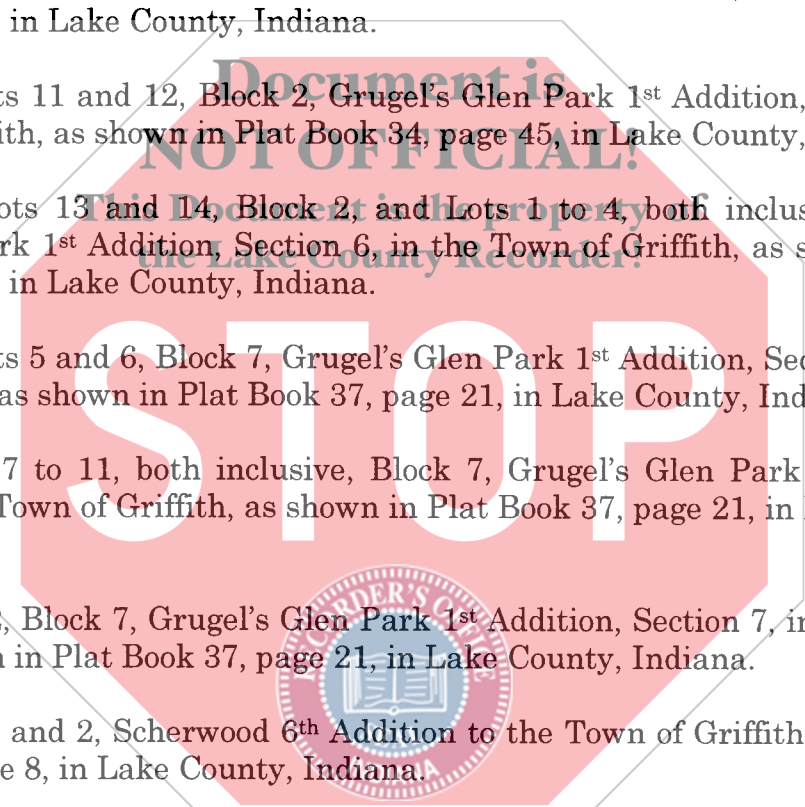 in Lake County, Indiana.
Document is
ts 11 and 12, Block 2, Grugel's Glen Park 1st Addition,
ith, as shown in Plat Book 34, page 45, in Lake County,
NOT OFFICIAL!
This Document is the property of
ots 13 and 14, Block 2, and Lots 1 to 4, both inclus
rk 1st Addition, Section 6, in the Town of Griffith, as s
the Lake County Recorder!
in Lake County, Indiana.
STOP
ts 5 and 6, Block 7, Grugel's Glen Park 1st Addition, Sec
as shown in Plat Book 37, page 21, in Lake County, Ind
7 to 11, both inclusive, Block 7, Grugel's Glen Park
Town of Griffith, as shown in Plat Book 37, page 21, in
, Block 7, Grugel's Glen Park 1st Addition, Section 7, in
n in Plat Book 37, page 21, in Lake County, Indiana.
RECORDER'S OFFICE
and 2, Scherwood 6th Addition to the Town of Griffith
e 8, in Lake County, Indiana.
INDIANA